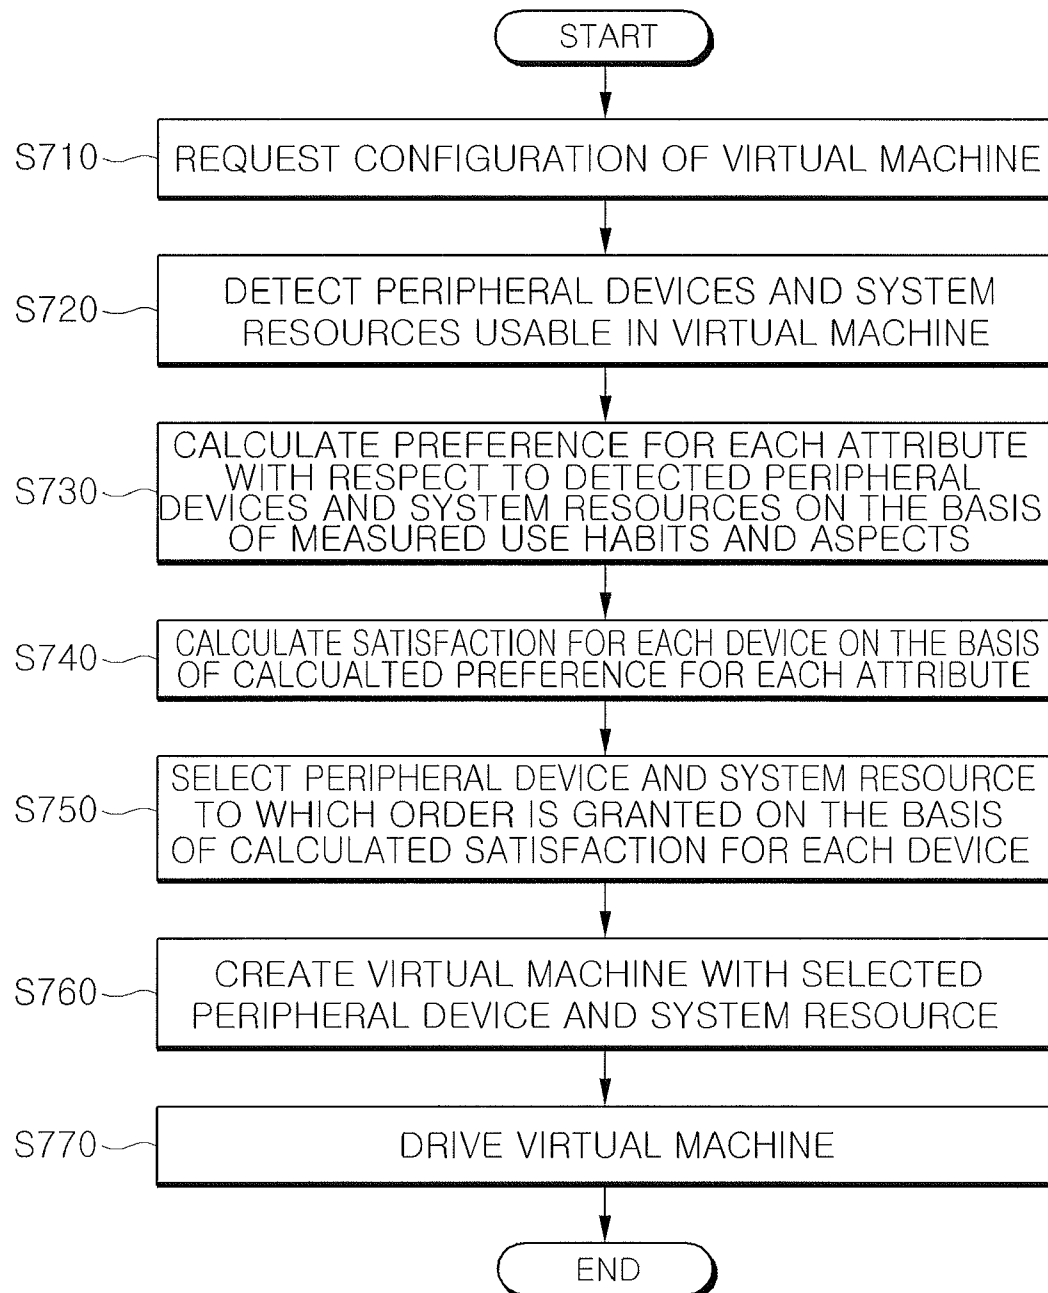 START
S710
REQUEST CONFIGURATION OF VIRTUAL MACHINE
S720
DETECT PERIPHERAL DEVICES AND SYSTEM
RESOURCES USABLE IN VIRTUAL MACHINE
S730
CALCULATE PREFERENCE FOR EACH ATTRIBUTE
WITH RESPECT TO DETECTED PERIPHERAL
DEVICES AND SYSTEM RESOURCES ON THE BASIS
OF MEASURED USE HABITS AND ASPECTS
S740
CALCULATE SATISFACTION FOR EACH DEVICE ON THE BASIS
OF CALCUALTED PREFERENCE FOR EACH ATTRIBUTE
S750
SELECT PERIPHERAL DEVICE AND SYSTEM RESOURCE
TO WHICH ORDER IS GRANTED ON THE BASIS
OF CALCULATED SATISFACTION FOR EACH DEVICE
S760
CREATE VIRTUAL MACHINE WITH SELECTED
PERIPHERAL DEVICE AND SYSTEM RESOURCE
S770
DRIVE VIRTUAL MACHINE
END